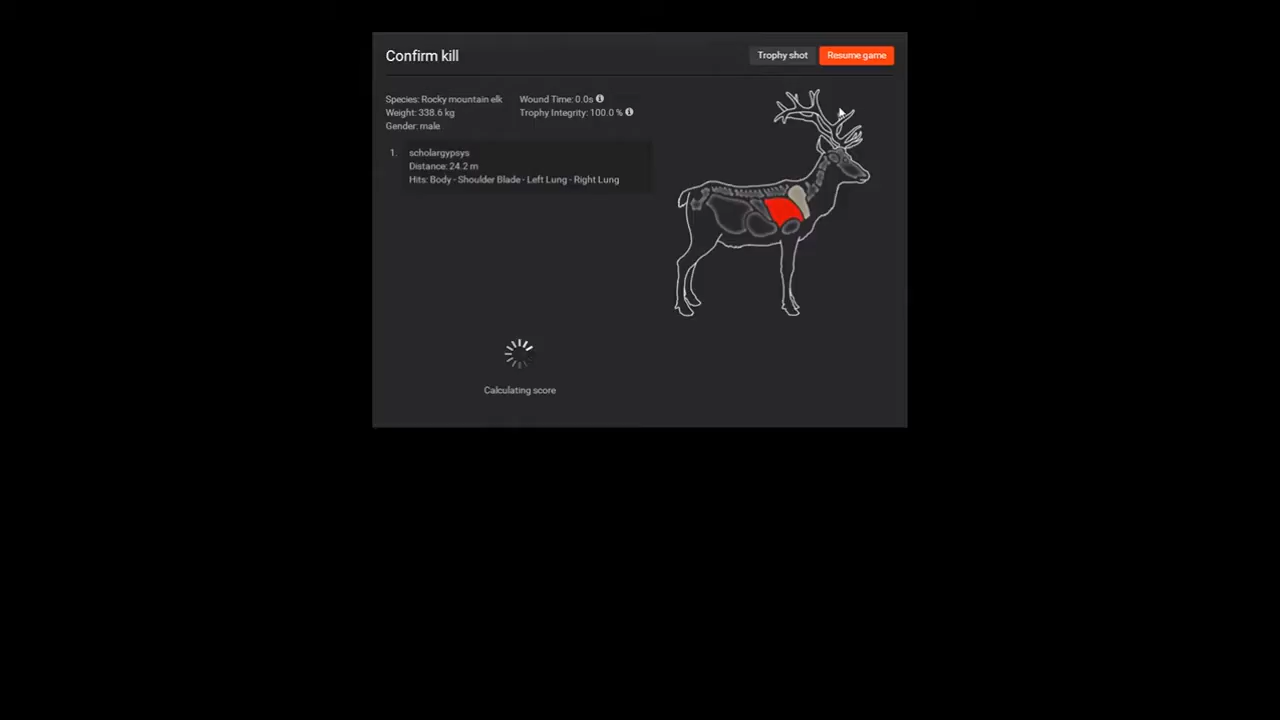 Confirm kill
Trophy shot
Resume game
Species: Rocky mountain elk
Wound Time: 0.0s
Weight: 338.6 kg
Trophy Integrity: 100.0 %
Gender: male
1. scholargypsys
Distance: 24.2 m
Hits: Body - Shoulder Blade - Left Lung - Right Lung
Calculating score